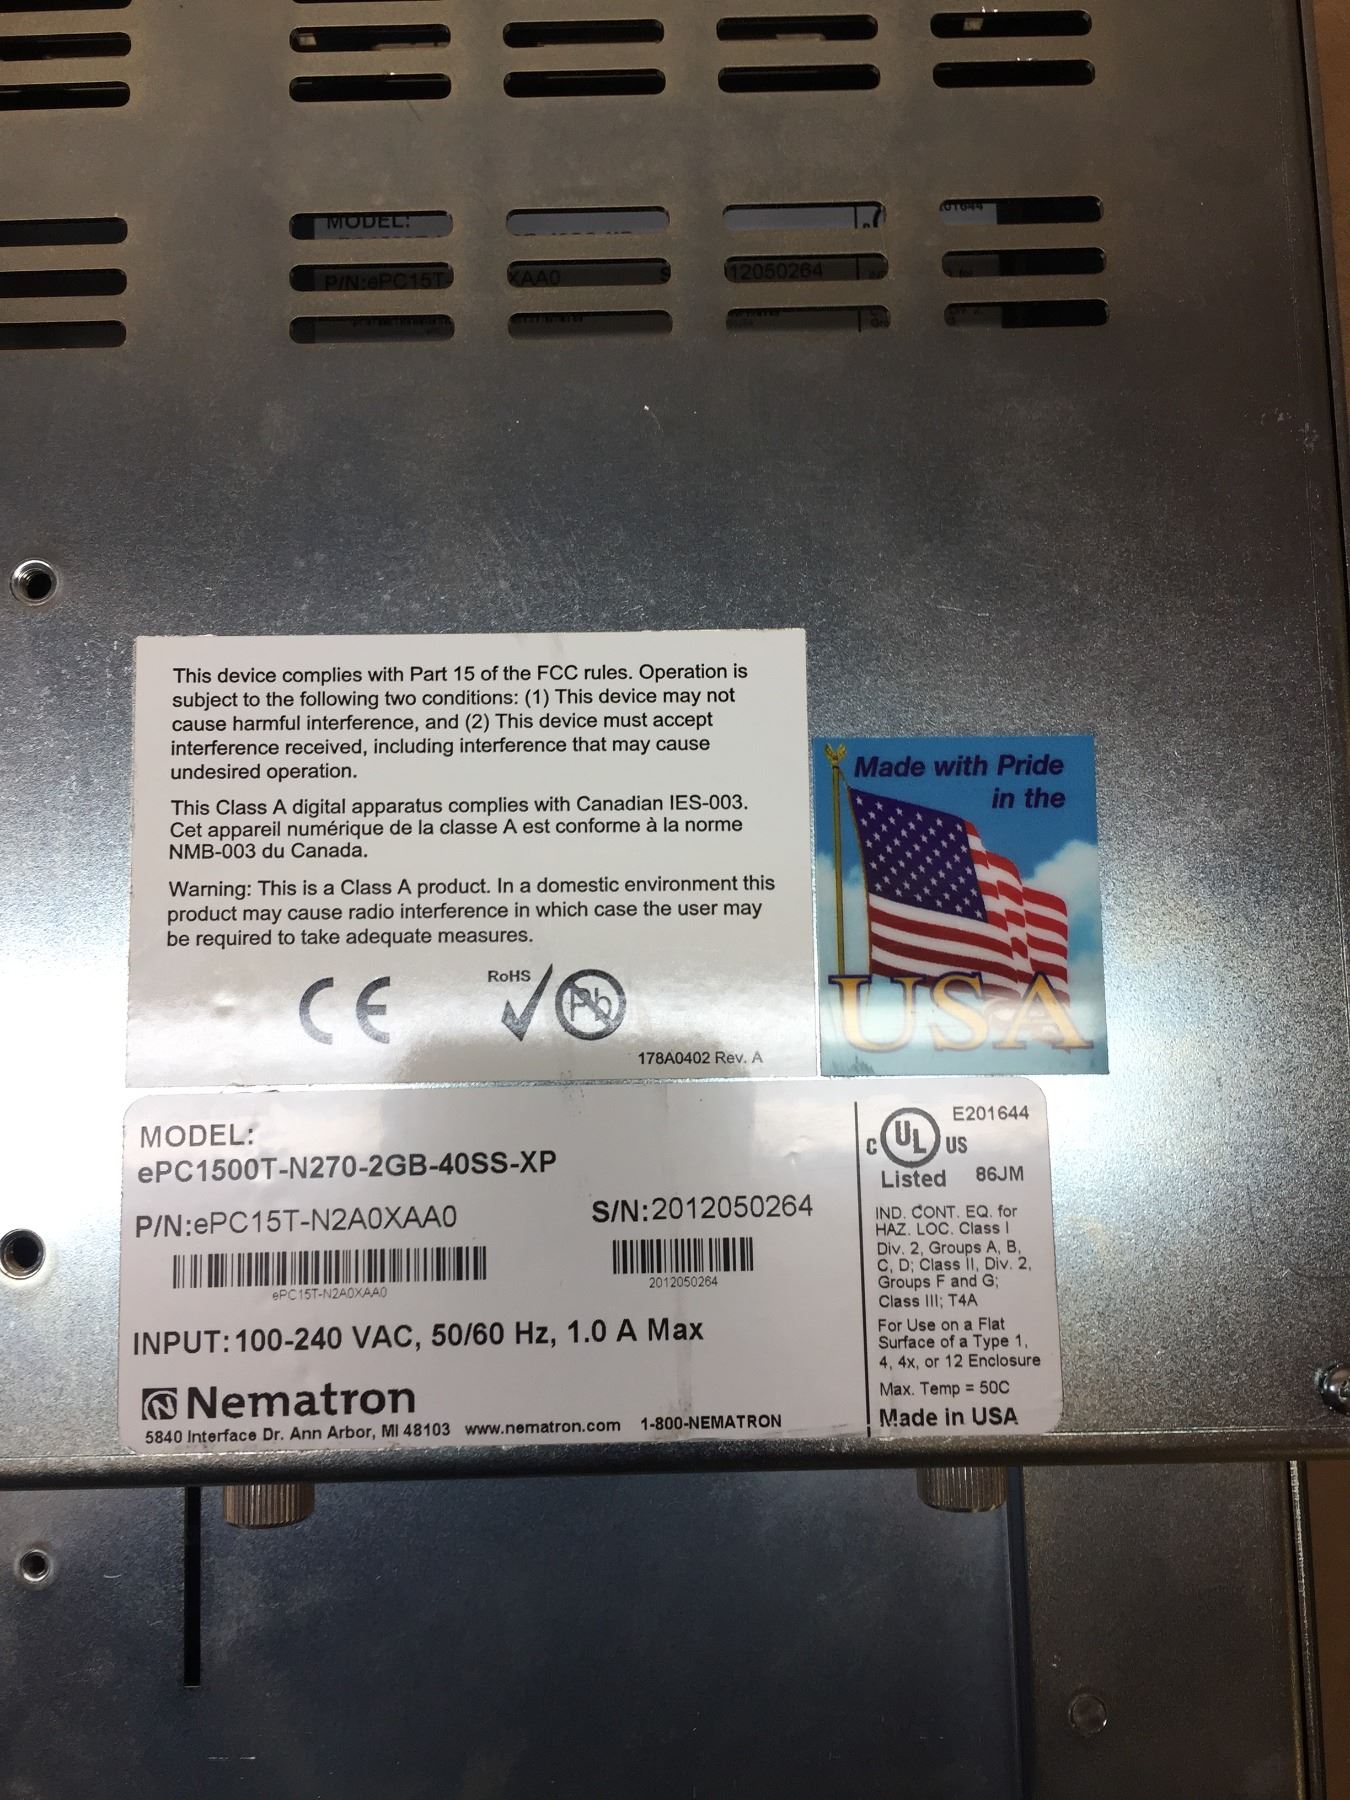 MODEL:
P/N:ePC15T-
XAA0
12050264
201644
This device complies with Part 15 of the FCC rules. Operation is
subject to the following two conditions: (1) This device may not
cause harmful interference, and (2) This device must accept
interference received, including interference that may cause
undesired operation.
This Class A digital apparatus complies with Canadian IES-003.
Cet appareil numérique de la classe A est conforme à la norme
NMB-003 du Canada.
Warning: This is a Class A product. In a domestic environment this
product may cause radio interference in which case the user may
be required to take adequate measures.
CE
RoHS
Pb
178A0402 Rev. A
Made with Pride
in the
USA
MODEL:
ePC1500T-N270-2GB-40SS-XP
P/N:ePC15T-N2A0XAA0
ePC15T-N2A0XAA0
S/N:2012050264
2012050264
INPUT: 100-240 VAC, 50/60 Hz, 1.0 A Max
Nematron
5840 Interface Dr. Ann Arbor, MI 48103 www.nematron.com 1-800-NEMATRON
E201644
C UL US
Listed 86JM
IND. CONT. EQ. for
HAZ. LOC. Class I
Div. 2, Groups A, B,
C, D; Class II, Div. 2,
Groups F and G;
Class III; T4A
For Use on a Flat
Surface of a Type 1,
4, 4x, or 12 Enclosure
Max. Temp = 50C
Made in USA